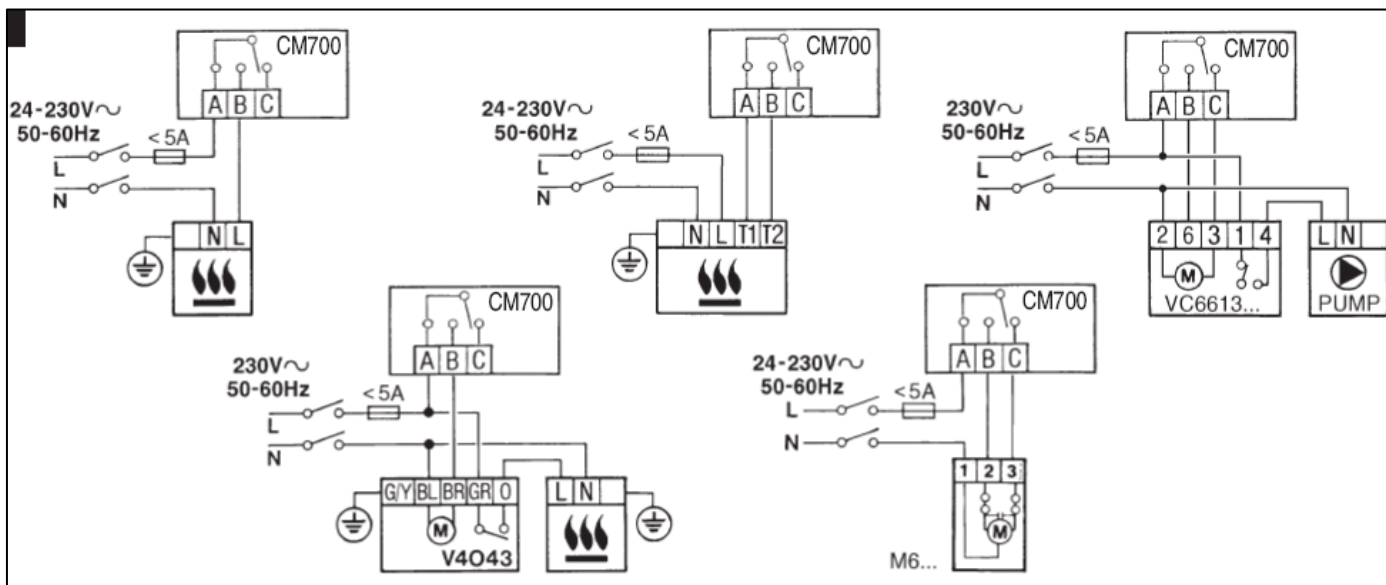 CM700
A B C
24-230V~
50-60Hz
<5A
L
N
N L
CM700
A B C
24-230V~
50-60Hz
<5A
L
N
N L T1 T2
CM700
A B C
230V~
50-60Hz
<5A
L
N
2 6 3 1 4
M
VC6613...
L N
PUMP
CM700
A B C
230V~
50-60Hz
<5A
L
N
G/Y BL BR GR O
M
V4O43
L N
CM700
A B C
24-230V~
50-60Hz
<5A
L
N
1 2 3
M
M6...